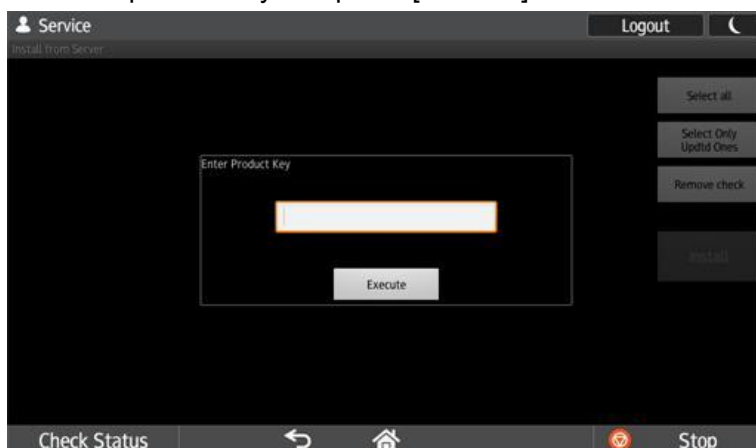 Service
Logout
Install from Server
Select all
Select Only
Updtd Ones
Enter Product Key
Remove check
Execute
Install
Check Status
Stop